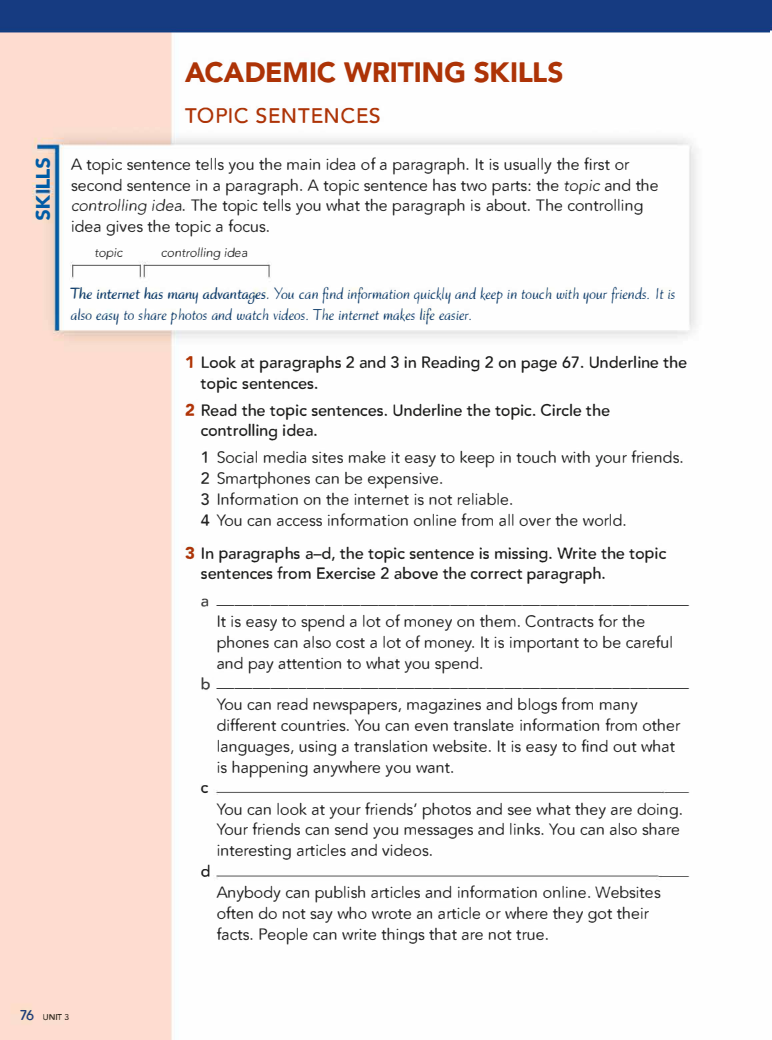 ACADEMIC WRITING SKILLS
TOPIC SENTENCES
SKILLS
A topic sentence tells you the main idea of a paragraph. It is usually the first or
second sentence in a paragraph. A topic sentence has two parts: the topic and the
controlling idea. The topic tells you what the paragraph is about. The controlling
idea gives the topic a focus.
topic controlling idea
The internet has many advantages. You can find information quickly and keep in touch with your friends. It is
also easy to share photos and watch videos. The internet makes life easier.
1 Look at paragraphs 2 and 3 in Reading 2 on page 67. Underline the
topic sentences.
2 Read the topic sentences. Underline the topic. Circle the
controlling idea.
1 Social media sites make it easy to keep in touch with your friends.
2 Smartphones can be expensive.
3 Information on the internet is not reliable.
4 You can access information online from all over the world.
3 In paragraphs a–d, the topic sentence is missing. Write the topic
sentences from Exercise 2 above the correct paragraph.
a
It is easy to spend a lot of money on them. Contracts for the
phones can also cost a lot of money. It is important to be careful
and pay attention to what you spend.
b
You can read newspapers, magazines and blogs from many
different countries. You can even translate information from other
languages, using a translation website. It is easy to find out what
is happening anywhere you want.
c
You can look at your friends' photos and see what they are doing.
Your friends can send you messages and links. You can also share
interesting articles and videos.
d
Anybody can publish articles and information online. Websites
often do not say who wrote an article or where they got their
facts. People can write things that are not true.
76 UNIT 3